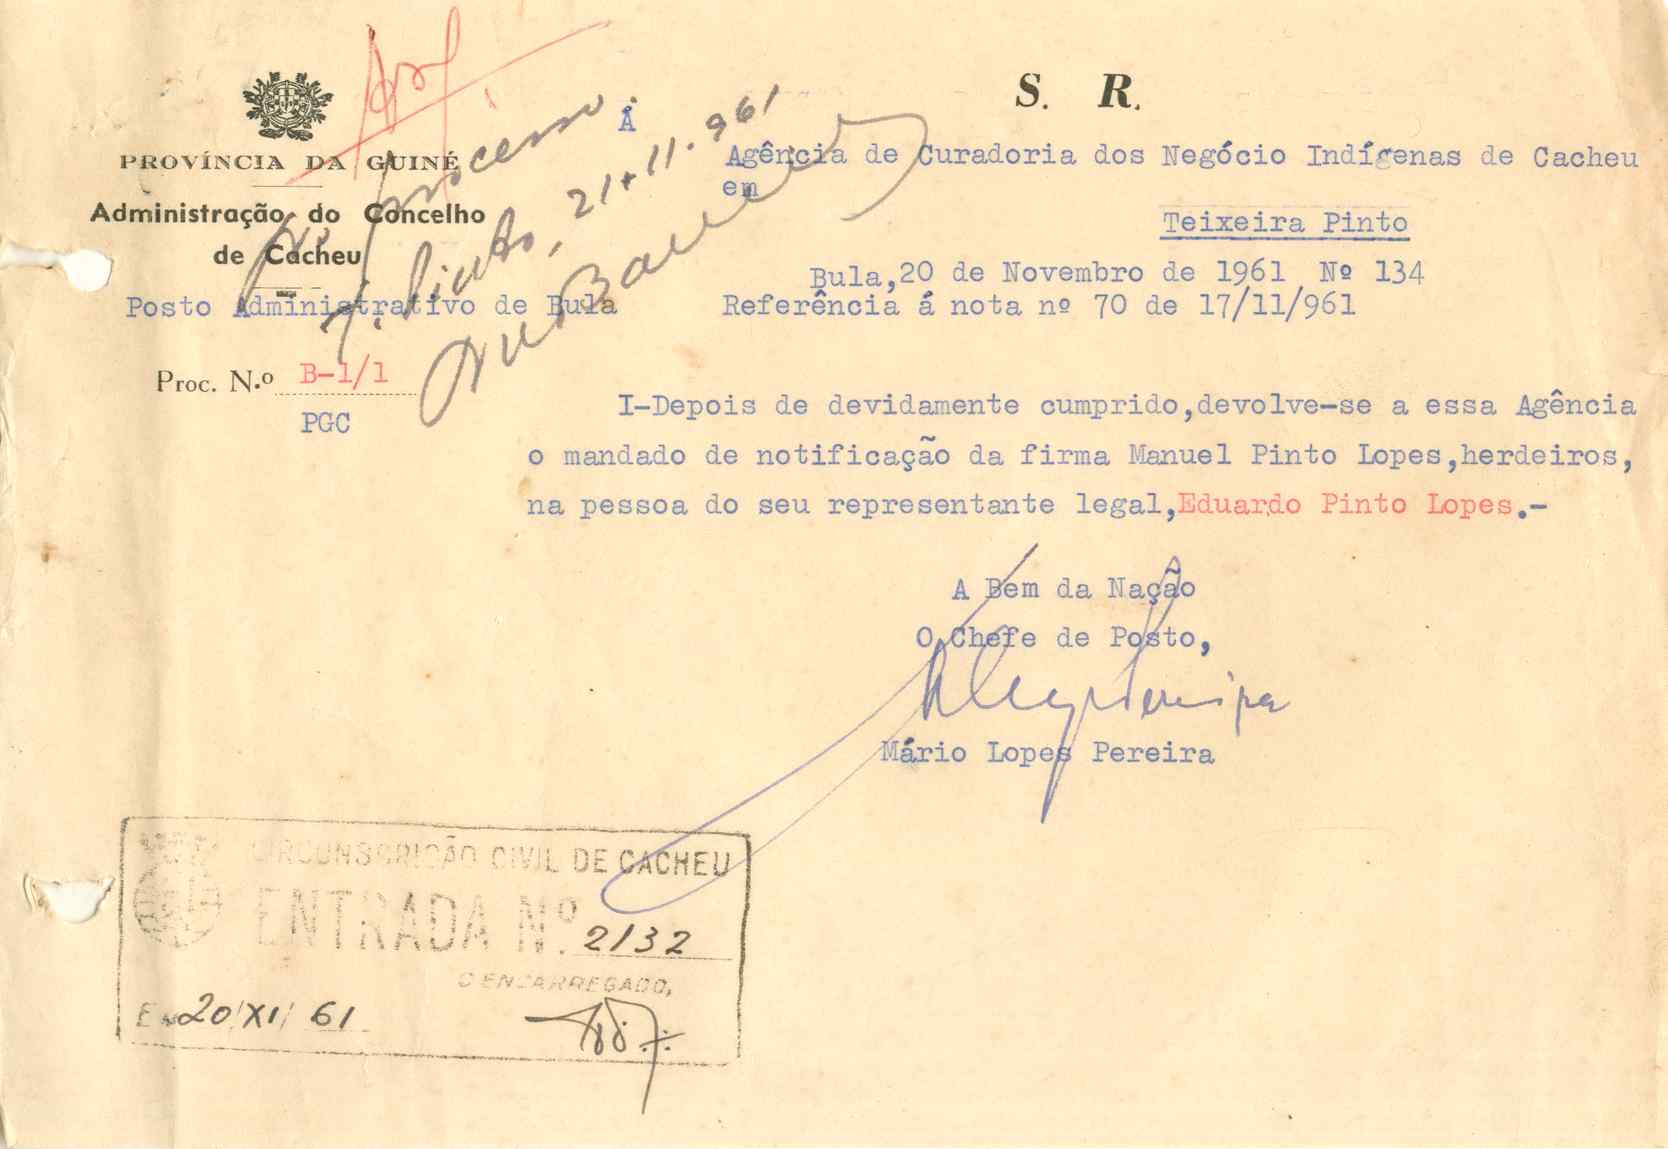 S. R.
PROVÍNCIA DA GUINÉ
Administração do Concelho
de Cacheu
Posto Administrativo de Bula
Proc. N.º B-1/1
PGC
Ao processo.
T. Pinto, 21-11-961
Á
Agência de Curadoria dos Negócio Indígenas de Cacheu
em
Teixeira Pinto
Bula,20 de Novembro de 1961 Nº 134
Referência á nota nº 70 de 17/11/961
I-Depois de devidamente cumprido,devolve-se a essa Agência
o mandado de notificação da firma Manuel Pinto Lopes,herdeiros,
na pessoa do seu representante legal,Eduardo Pinto Lopes.-
A Bem da Nação
O Chefe de Posto,
Mário Lopes Pereira
CIRCUNSCRIÇÃO CIVIL DE CACHEU
ENTRADA Nº. 2132
O ENCARREGADO,
Em 20/XI/61